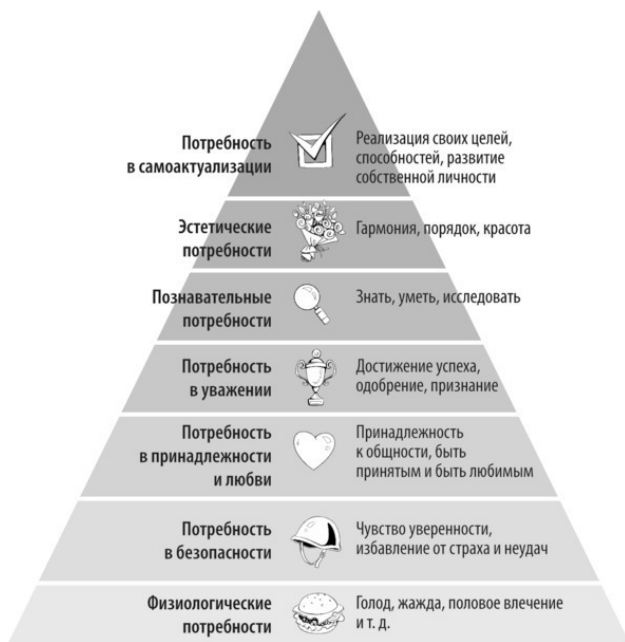 Потребность
в самоактуализации
Реализация своих целей,
способностей, развитие
собственной личности
Эстетические
потребности
Гармония, порядок, красота
Познавательные
потребности
Знать, уметь, исследовать
Потребность
в уважении
Достижение успеха,
одобрение, признание
Потребность
в принадлежности
и любви
Принадлежность
к общности, быть
принятым и быть любимым
Потребность
в безопасности
Чувство уверенности,
избавление от страха и неудач
Физиологические
потребности
Голод, жажда, половое влечение
и т. д.